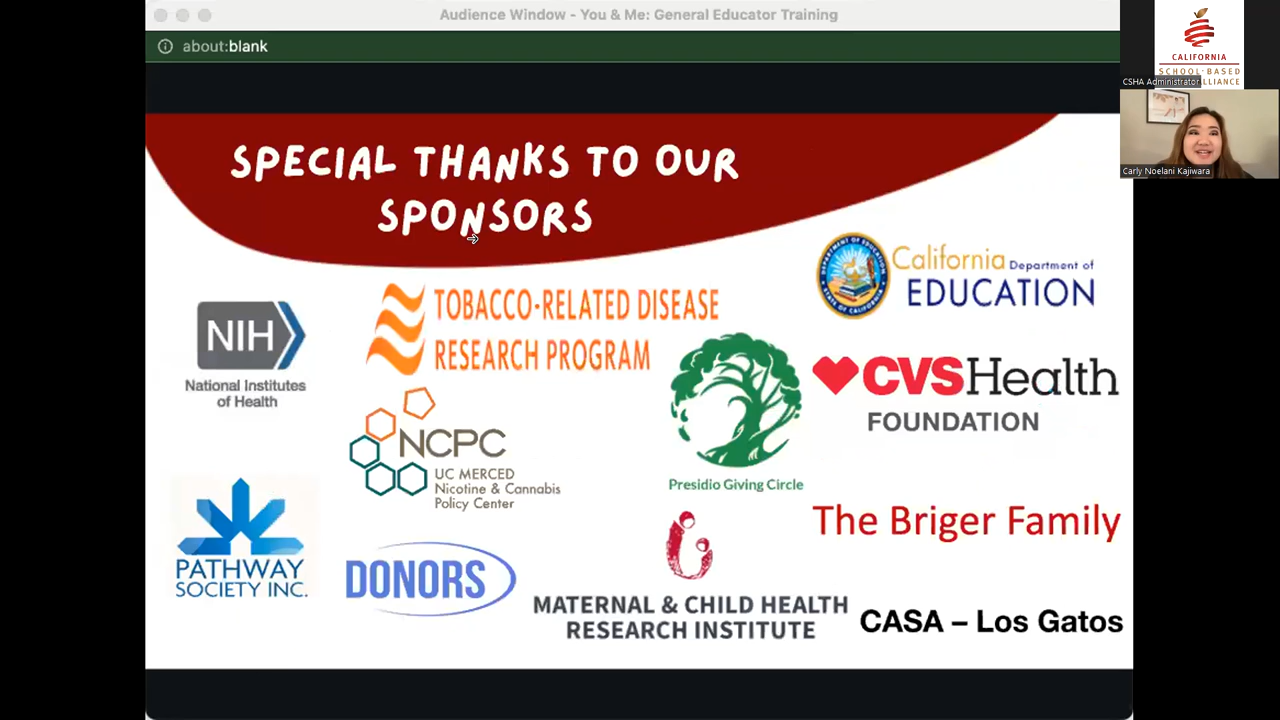 Audience Window - You & Me: General Educator Training
about:blank
SPECIAL THANKS TO OUR
SPONSORS
California Department of
EDUCATION
NIH
National Institutes
of Health
TOBACCO-RELATED DISEASE
RESEARCH PROGRAM
CVSHealth
FOUNDATION
NCPC
UC MERCED
Nicotine & Cannabis
Policy Center
Presidio Giving Circle
PATHWAY
SOCIETY INC.
DONORS
MATERNAL & CHILD HEALTH
RESEARCH INSTITUTE
The Briger Family
CASA – Los Gatos
CALIFORNIA
SCHOOL-BASED
CSHA Administrator
LLIANCE
Carly Noelani Kajiwara